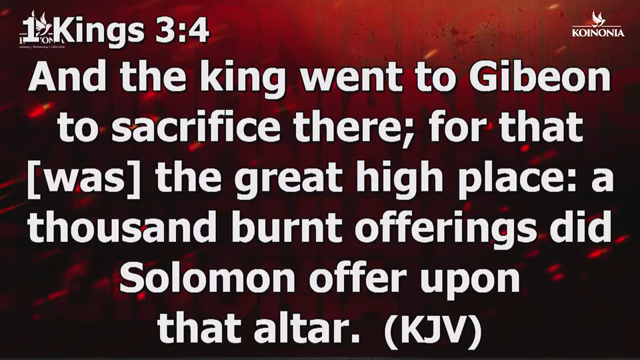 1 Kings 3:4
KOINONIA
And the king went to Gibeon
to sacrifice there; for that
[was] the great high place: a
thousand burnt offerings did
Solomon offer upon
that altar. (KJV)